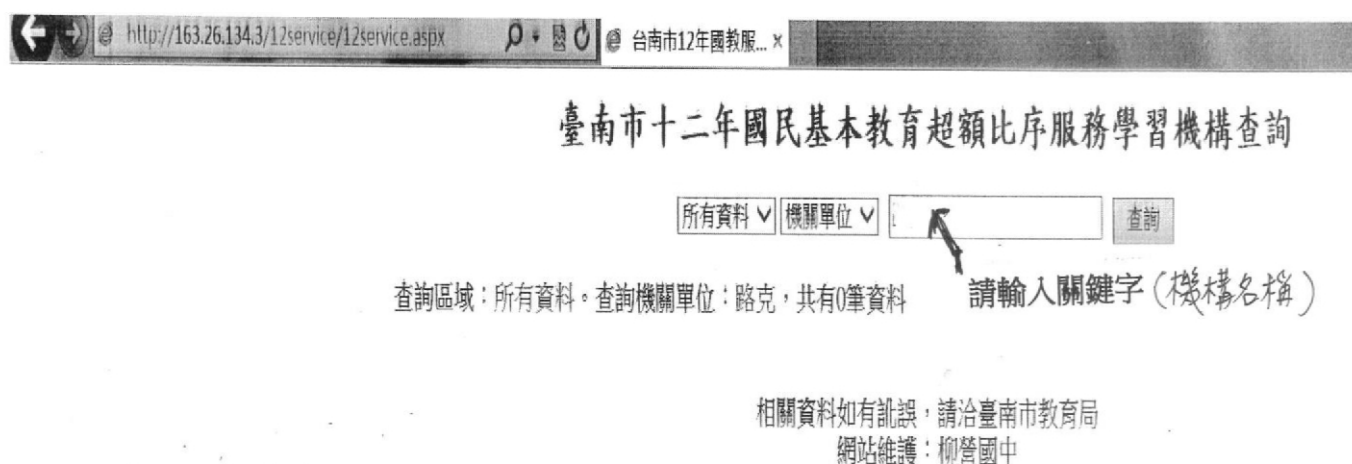 http://163.26.134.3/12service/12service.aspx
台南市12年國教服... ×
臺南市十二年國民基本教育超額比序服務學習機構查詢
所有資料 機關單位 查詢
請輸入關鍵字(機構名稱)
查詢區域：所有資料。查詢機關單位：路克，共有0筆資料
相關資料如有訛誤，請洽臺南市教育局
網站維護：柳營國中